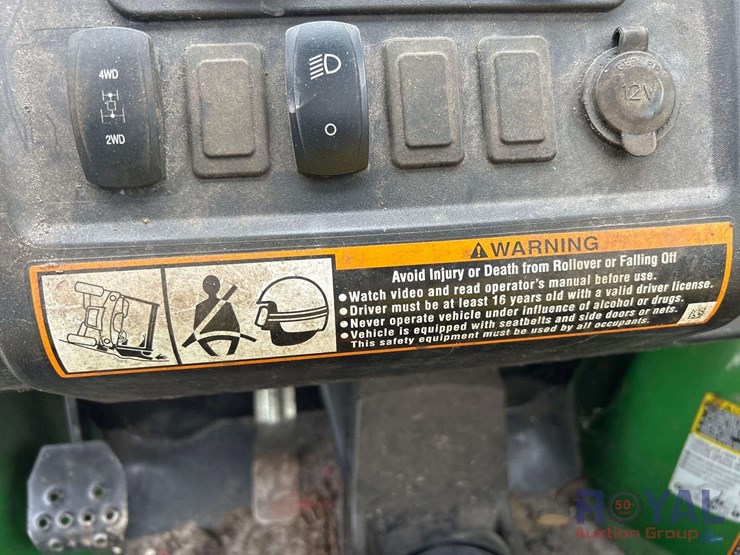 4WD
2WD
12V
WARNING
Avoid Injury or Death from Rollover or Falling Off
•Watch video and read operator's manual before use.
•Driver must be at least 16 years old with a valid driver license.
•Never operate vehicle under influence of alcohol or drugs.
•Vehicle is equipped with seatbelts and side doors or nets.
This safety equipment must be used by all occupants.
50
ROYAL
Auction Group